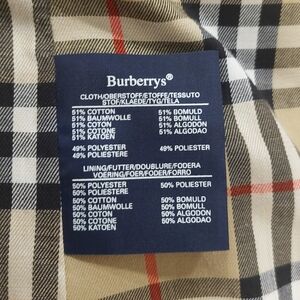 Burberrys®
CLOTH/OBERSTOFF/STOFFE/TESSUTO
STOF/KLAEDE/TYG/TELA
51% COTTON 51% BOMULD
51% BAUMWOLLE 51% BOMULL
51% COTON 51% ALGODON
51% COTONE 51% ALGODAO
51% KATOEN
49% POLYESTER 49% POLIESTER
49% POLIESTERE
LINING/FUTTER/DOUBLURE/FODERA
VOERING/FOER/FODER/FORRO
50% POLYESTER 50% POLIESTER
50% POLIESTERE
50% COTTON 50% BOMULD
50% BAUMWOLLE 50% BOMULL
50% COTON 50% ALGODON
50% COTONE 50% ALGODAO
50% KATOEN